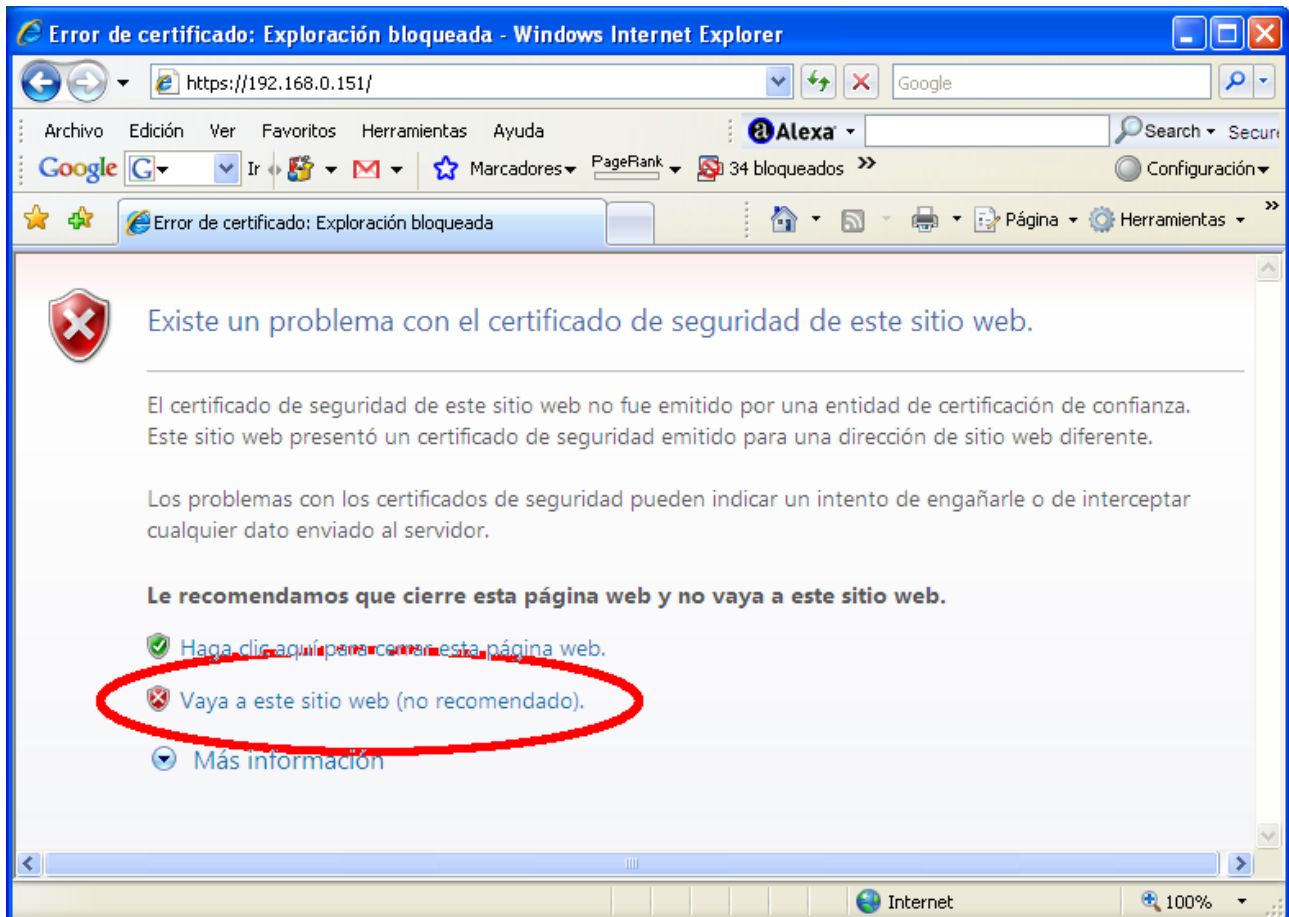 Error de certificado: Exploración bloqueada - Windows Internet Explorer
https://192.168.0.151/ Google
Archivo Edición Ver Favoritos Herramientas Ayuda Alexa Search Secur
Google G Ir Marcadores PageRank 34 bloqueados » Configuración
Error de certificado: Exploración bloqueada Página Herramientas »
Existe un problema con el certificado de seguridad de este sitio web.
El certificado de seguridad de este sitio web no fue emitido por una entidad de certificación de confianza.
Este sitio web presentó un certificado de seguridad emitido para una dirección de sitio web diferente.
Los problemas con los certificados de seguridad pueden indicar un intento de engañarle o de interceptar
cualquier dato enviado al servidor.
Le recomendamos que cierre esta página web y no vaya a este sitio web.
Haga clic aquí para cerrar esta página web.
Vaya a este sitio web (no recomendado).
Más información
Internet 100%